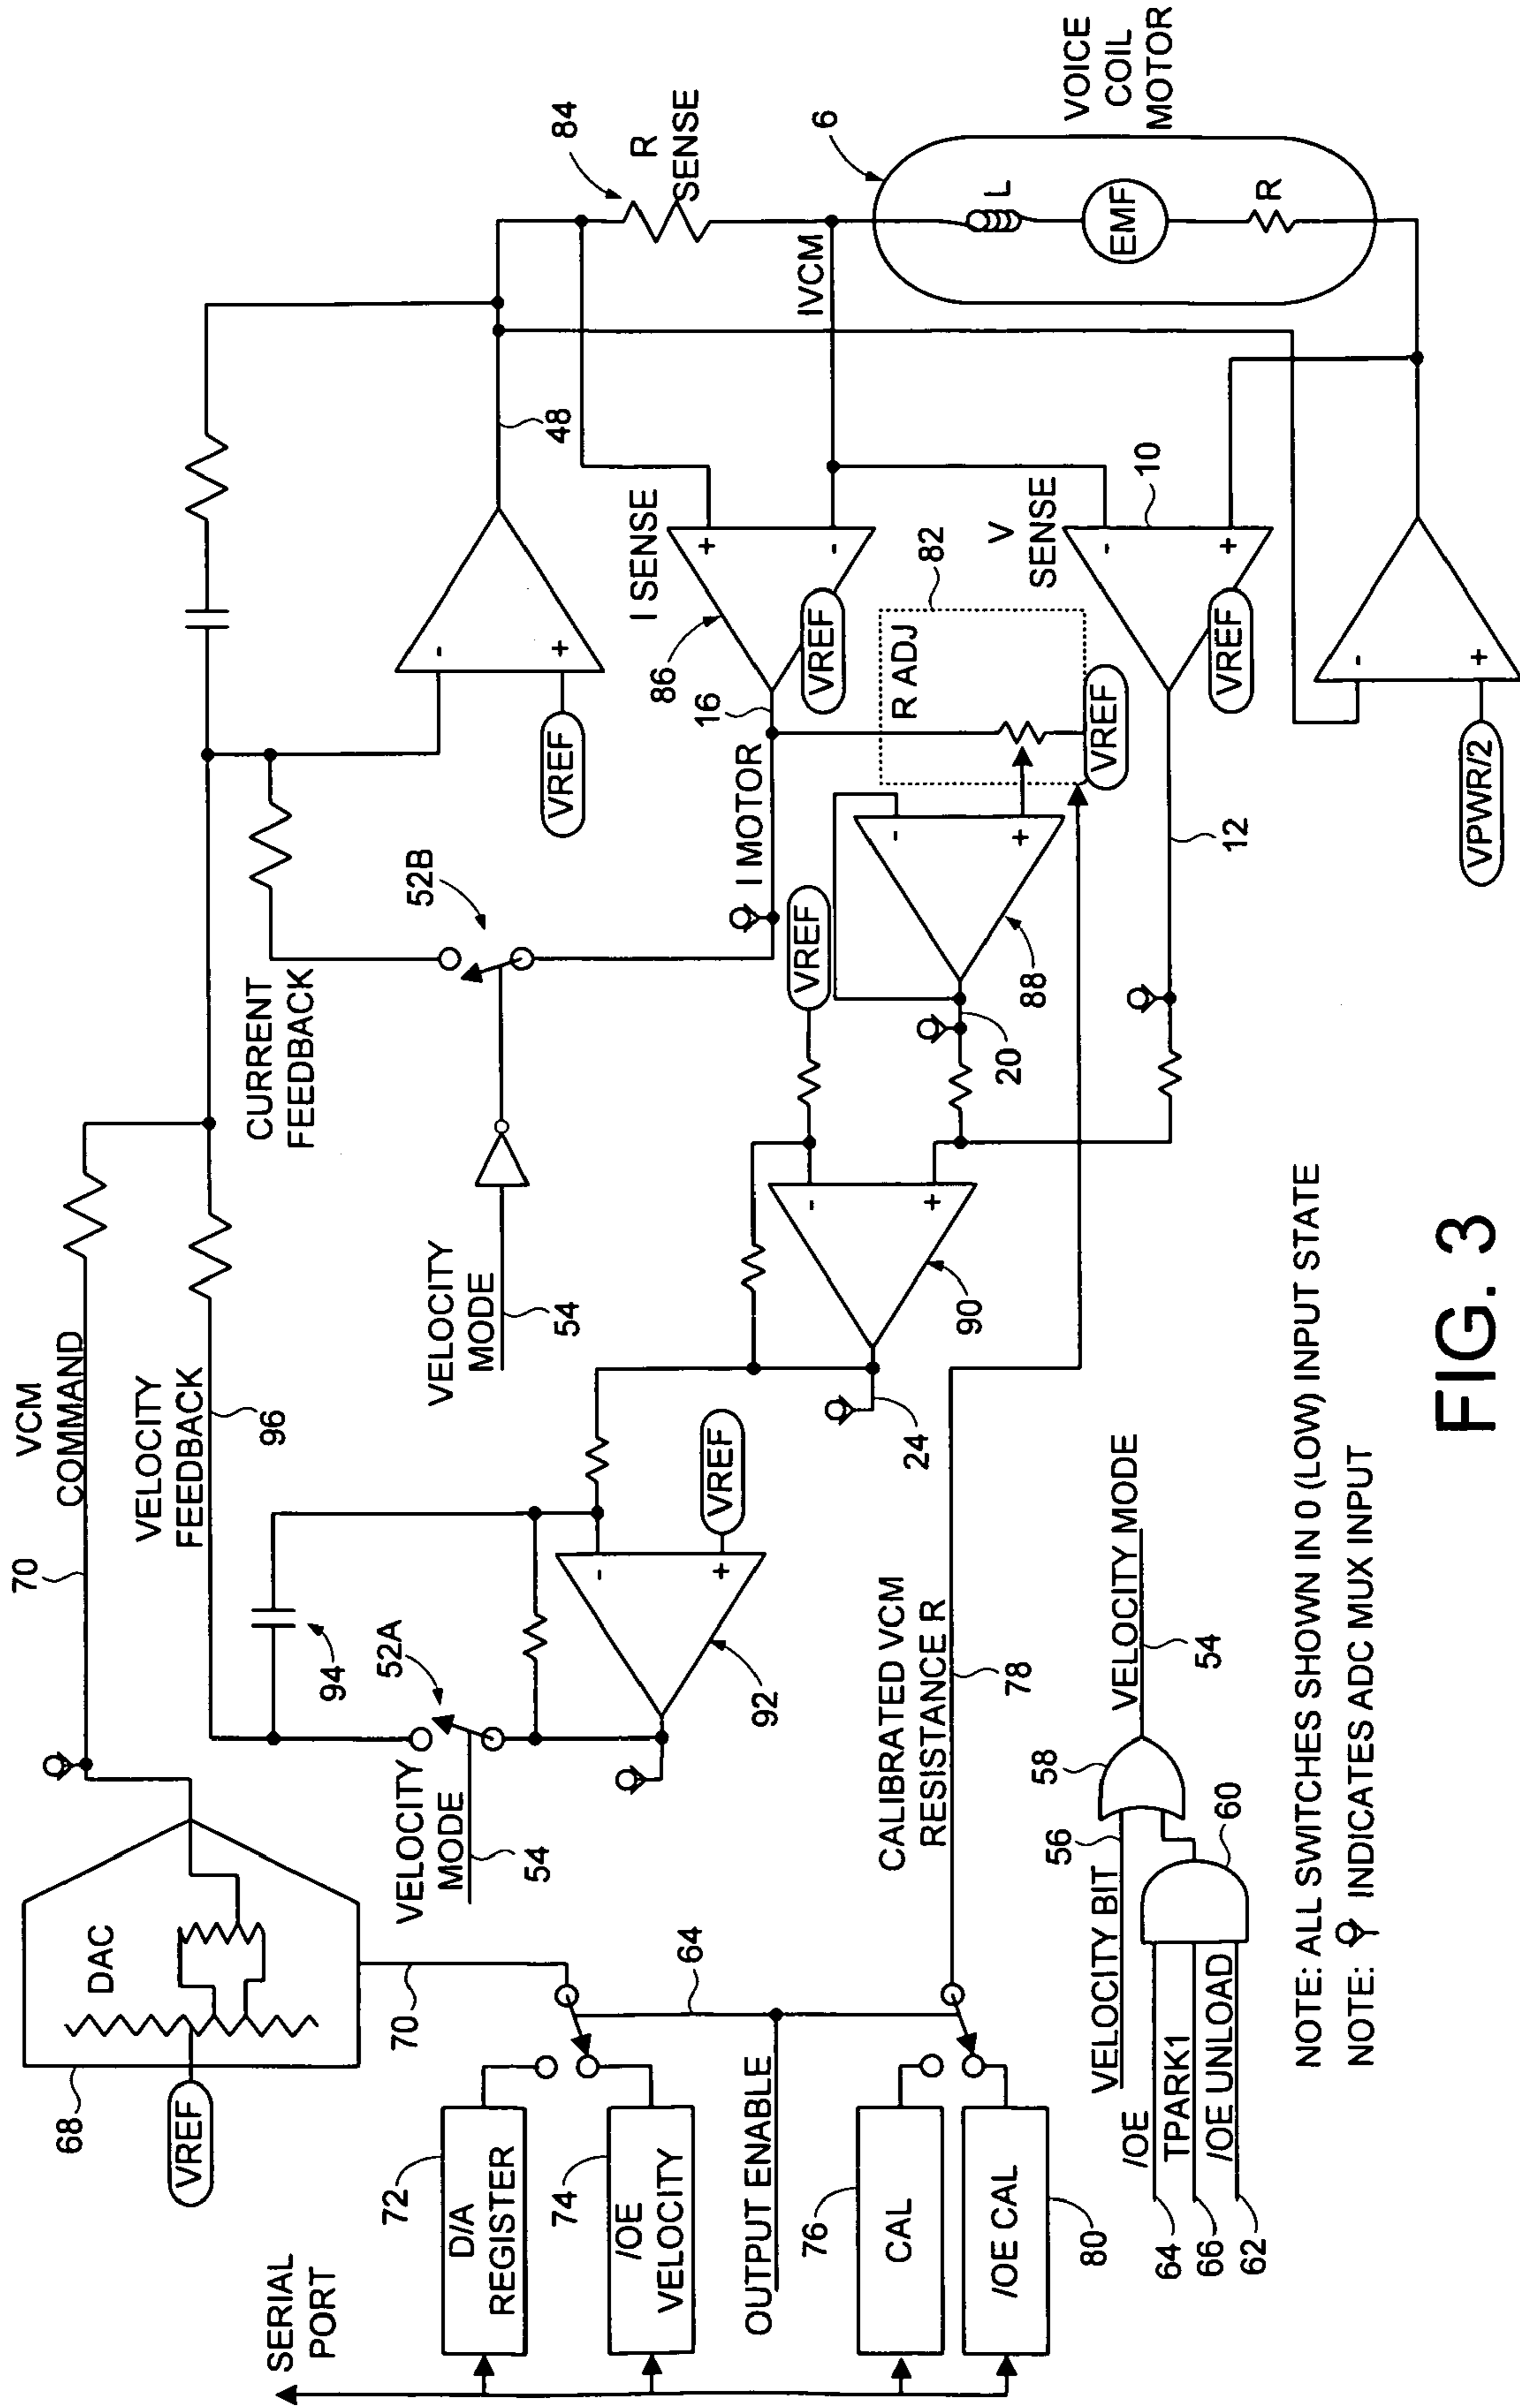 SERIAL
PORT
68
VREF
DAC
70
VCM
COMMAND
70
VELOCITY
FEEDBACK
96
94
52A
VELOCITY
MODE
54
-
+
92
VREF
72
D/A
REGISTER
74
/OE
VELOCITY
OUTPUT ENABLE
64
76
CAL
/OE CAL
80
CALIBRATED VCM
RESISTANCE R
78
24
90
-
+
VREF
VELOCITY
MODE
54
CURRENT
FEEDBACK
52B
I MOTOR
16
20
88
-
+
R ADJ
82
VREF
VREF
-
+
48
I SENSE
86
+
-
VREF
V
SENSE
10
-
+
VREF
12
VPWR/2
-
+
84
R
SENSE
IVCM
6
L
EMF
R
VOICE
COIL
MOTOR
VELOCITY BIT
56
58
VELOCITY MODE
54
/OE
TPARK1
/OE UNLOAD
64
66
62
60
NOTE: ALL SWITCHES SHOWN IN 0 (LOW) INPUT STATE
NOTE: INDICATES ADC MUX INPUT
FIG. 3